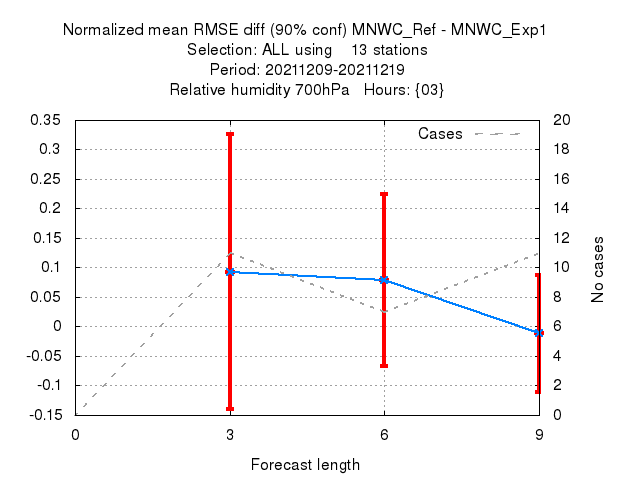 Normalized mean RMSE diff (90% conf) MNWC_Ref - MNWC_Exp1
Selection: ALL using 13 stations
Period: 20211209-20211219
Relative humidity 700hPa Hours: {03}
Cases
0.35
0.3
0.25
0.2
0.15
0.1
0.05
0
-0.05
-0.1
-0.15
20
18
16
14
12
10
8
6
4
2
0
No cases
0 3 6 9
Forecast length